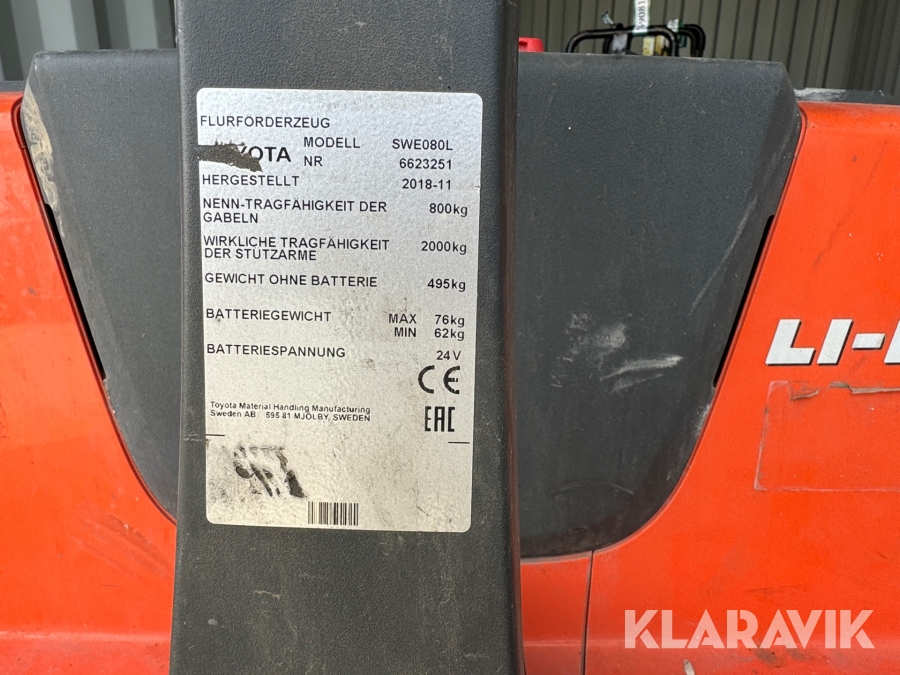 FLURFÖRDERZEUG
MODELL SWE080L
NR 6623251
HERGESTELLT 2018-11
NENN-TRAGFÄHIGKEIT DER
GABELN 800kg
WIRKLICHE TRAGFÄHIGKEIT
DER STÜTZARME 2000kg
GEWICHT OHNE BATTERIE 495kg
BATTERIEGEWICHT MAX 76kg
MIN 62kg
BATTERIESPANNUNG 24 V
CE
Toyota Material Handling Manufacturing
Sweden AB 595 81 MJÖLBY, SWEDEN
EAC
KLARAVIK